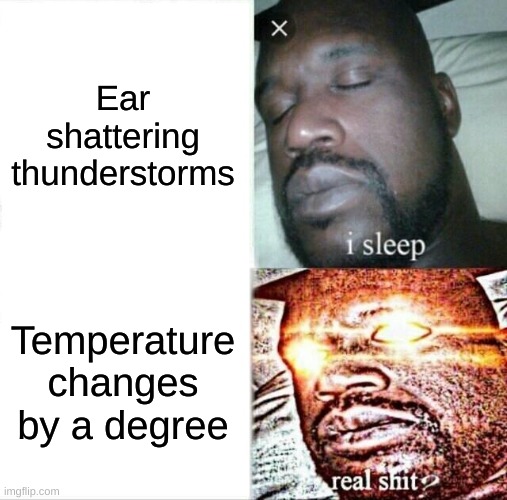 Ear
shattering
thunderstorms
i sleep
Temperature
changes
by a degree
real shit?
imgflip.com